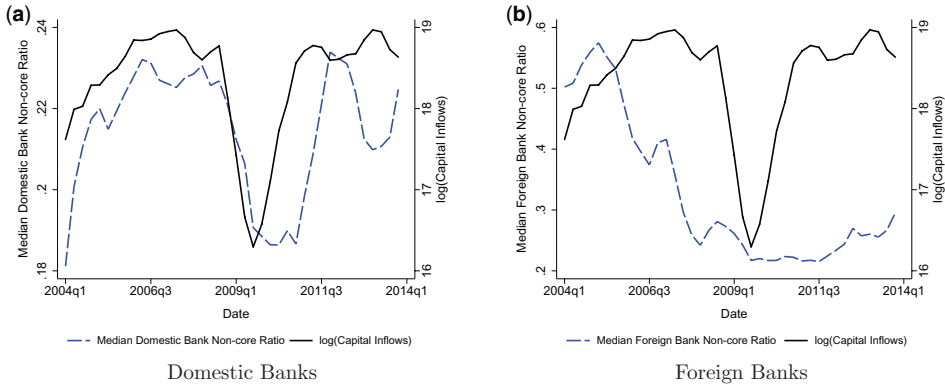 (a)
Median Domestic Bank Non-core Ratio
.24
.22
.2
.18
19
18
17
16
log(Capital Inflows)
2004q1 2006q3 2009q1 2011q3 2014q1
Date
Median Domestic Bank Non-core Ratio log(Capital Inflows)
Domestic Banks
(b)
Median Foreign Bank Non-core Ratio
.6
.5
.4
.3
.2
19
18
17
16
log(Capital Inflows)
2004q1 2006q3 2009q1 2011q3 2014q1
Date
Median Foreign Bank Non-core Ratio log(Capital Inflows)
Foreign Banks